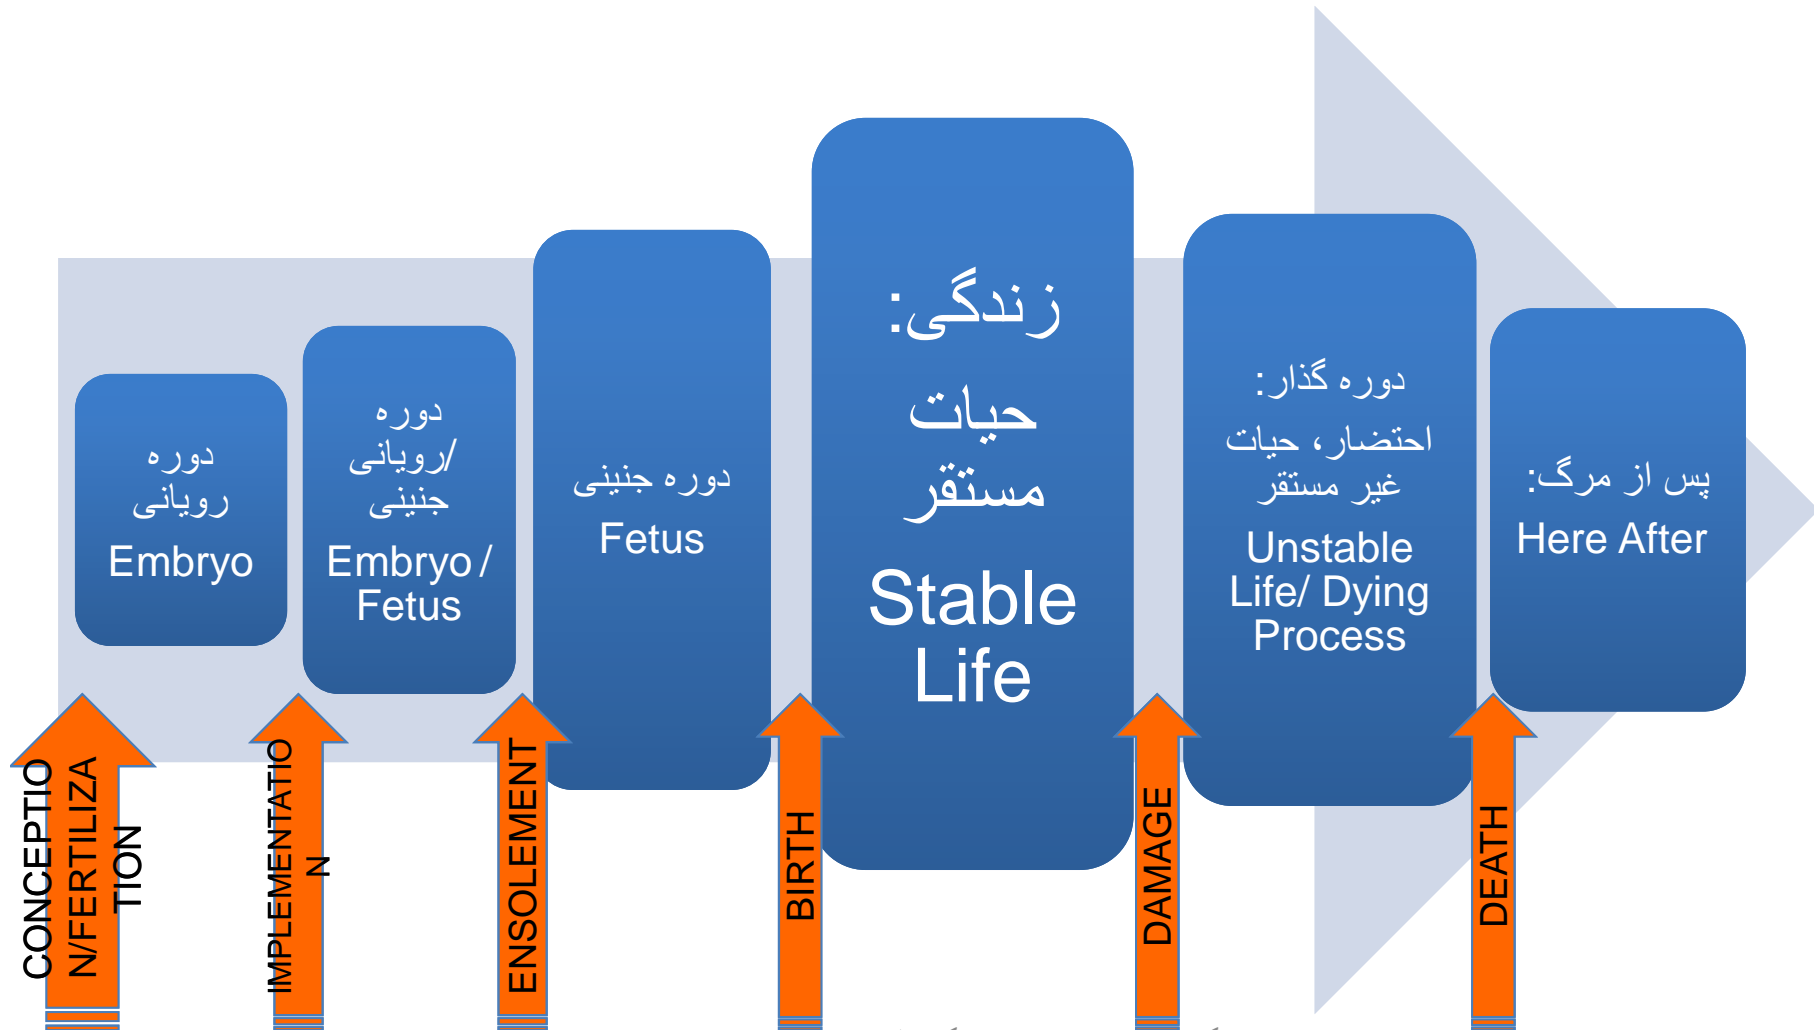 دوره
رویانی
Embryo
دوره
رویانی/
جنینی
Embryo /
Fetus
دوره جنینی
Fetus
زندگی:
حیات
مستقر
Stable
Life
دوره گذار:
احتضار، حیات
غیر مستقر
Unstable
Life/ Dying
Process
پس از مرگ:
Here After
CONCEPTIO
N/FERTILIZA
TION
IMPLEMENTATIO
N
ENSOLEMENT
BIRTH
DAMAGE
DEATH